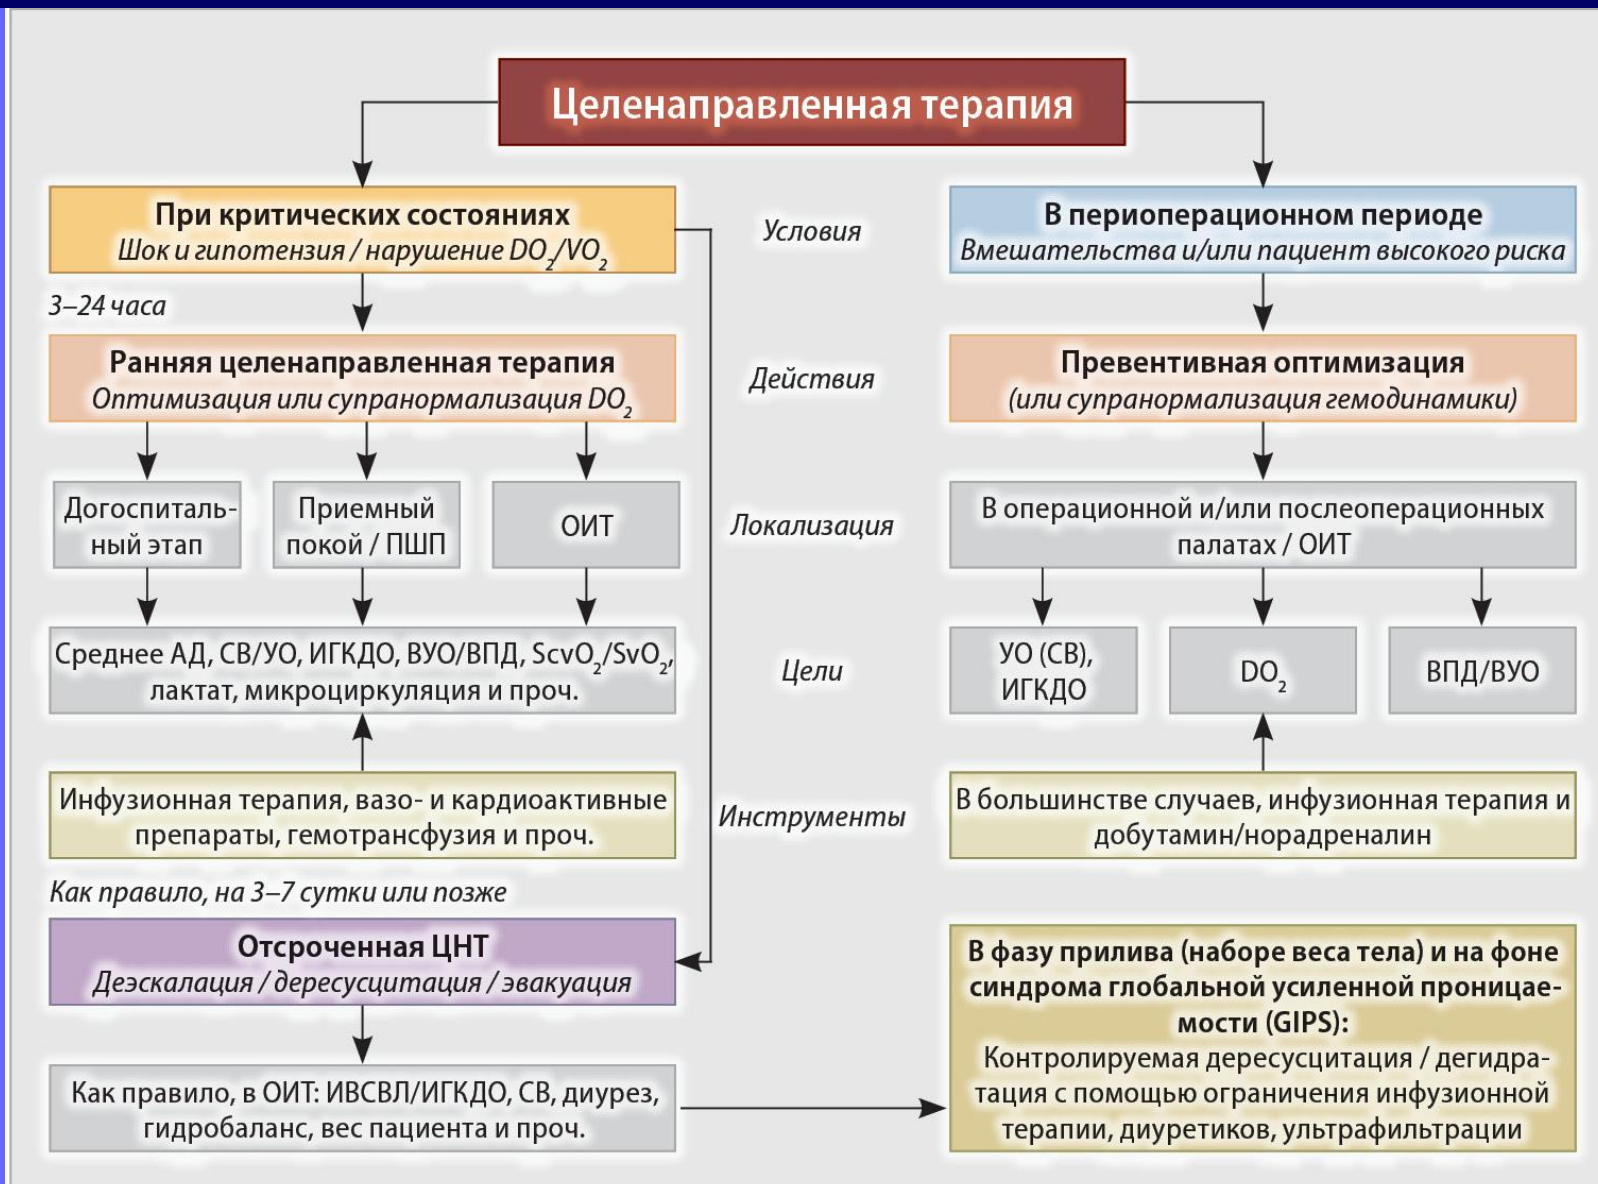 Целенаправленная терапия
При критических состояниях
Шок и гипотензия / нарушение DO₂/VO₂
Условия
В периоперационном периоде
Вмешательства и/или пациент высокого риска
3–24 часа
Ранняя целенаправленная терапия
Оптимизация или супранормализация DO₂
Действия
Превентивная оптимизация
(или супранормализация гемодинамики)
Догоспиталь-
ный этап
Приемный
покой / ПШП
ОИТ
Локализация
В операционной и/или послеоперационных
палатах / ОИТ
Среднее АД, СВ/УО, ИГКДО, ВУО/ВПД, ScvO₂/SvO₂,
лактат, микроциркуляция и проч.
Цели
УО (СВ),
ИГКДО
DO₂
ВПД/ВУО
Инфузионная терапия, вазо- и кардиоактивные
препараты, гемотрансфузия и проч.
Инструменты
В большинстве случаев, инфузионная терапия и
добутамин/норадреналин
Как правило, на 3–7 сутки или позже
Отсроченная ЦНТ
Деэскалация / дересусцитация / эвакуация
Как правило, в ОИТ: ИВСВЛ/ИГКДО, СВ, диурез,
гидробаланс, вес пациента и проч.
В фазу прилива (наборе веса тела) и на фоне
синдрома глобальной усиленной проницае-
мости (GIPS):
Контролируемая дересусцитация / дегидра-
тация с помощью ограничения инфузионной
терапии, диуретиков, ультрафильтрации